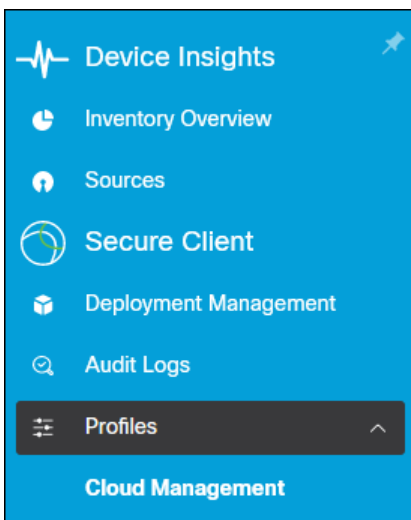 Device Insights
Inventory Overview
Sources
Secure Client
Deployment Management
Audit Logs
Profiles
Cloud Management